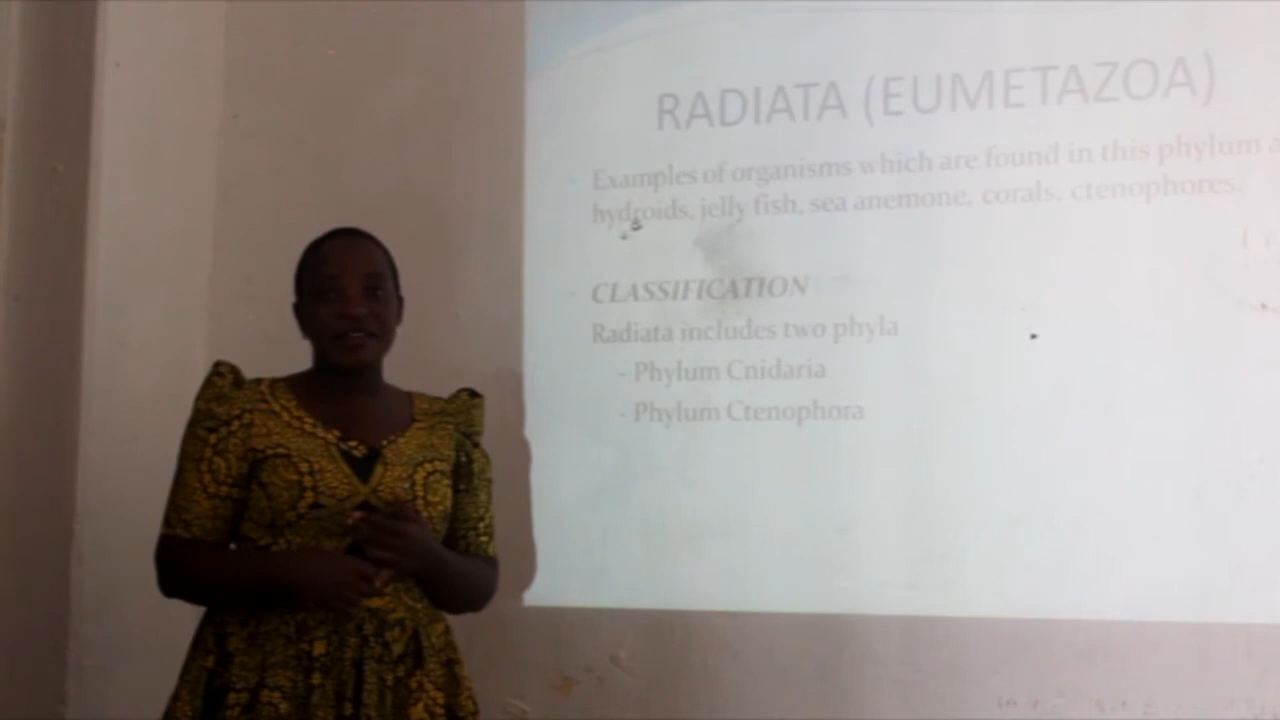 RADIATA (EUMETAZOA)
Examples of organisms which are found in this phylum
hydroids, jelly fish, sea anemone, corals, ctenophores,
CLASSIFICATION
Radiata includes two phyla
- Phylum Cnidaria
- Phylum Ctenophora